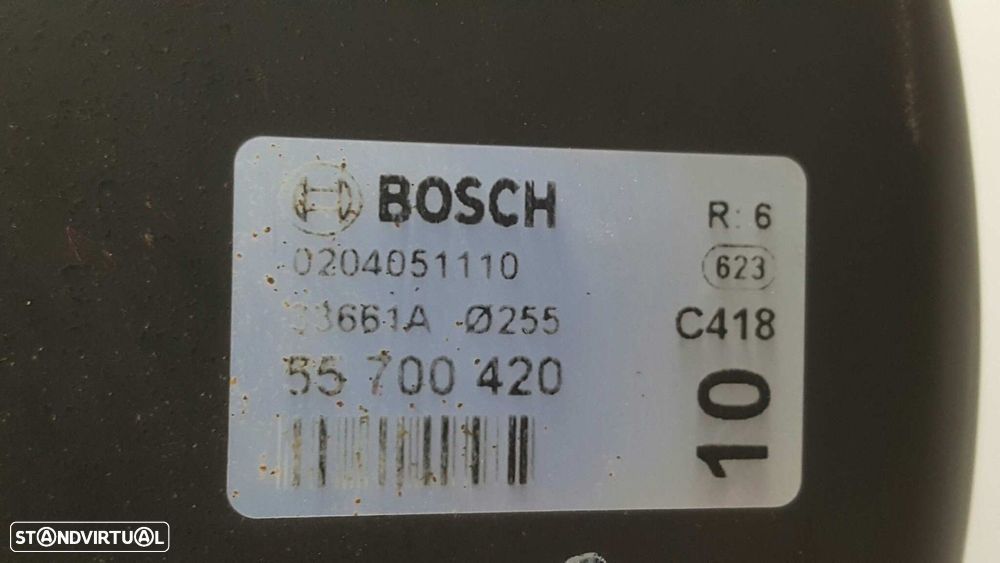 BOSCH
R: 6
0204051110
623
Ø255
C418
55 700 420
10
STANDVIRTUAL